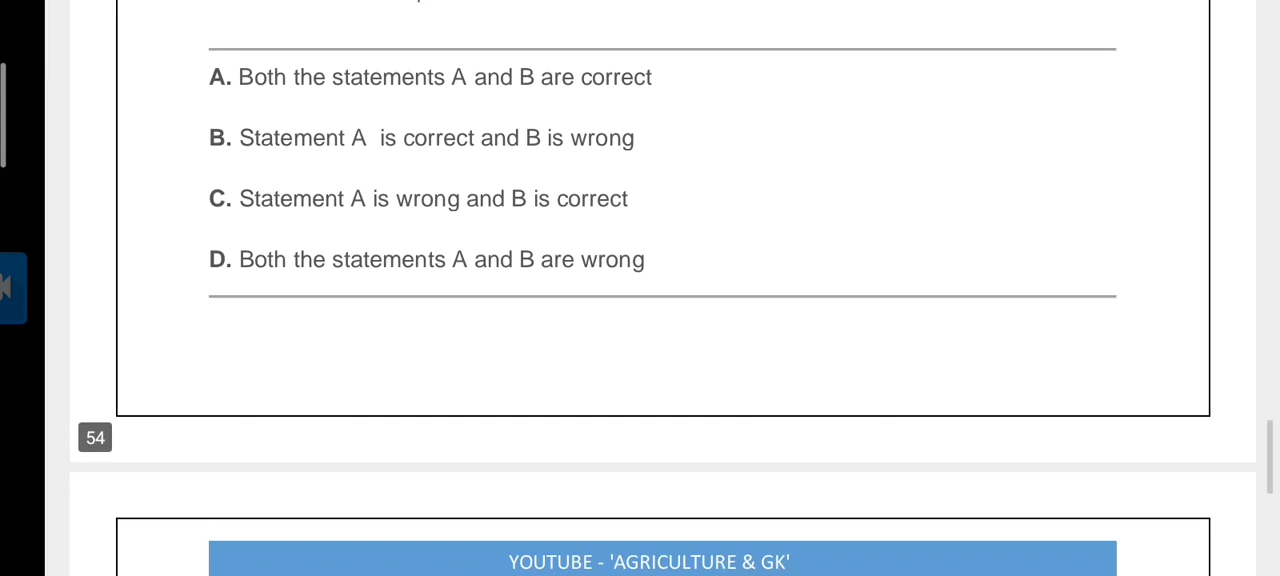 A. Both the statements A and B are correct
B. Statement A  is correct and B is wrong
C. Statement A is wrong and B is correct
D. Both the statements A and B are wrong
54
YOUTUBE - 'AGRICULTURE & GK'